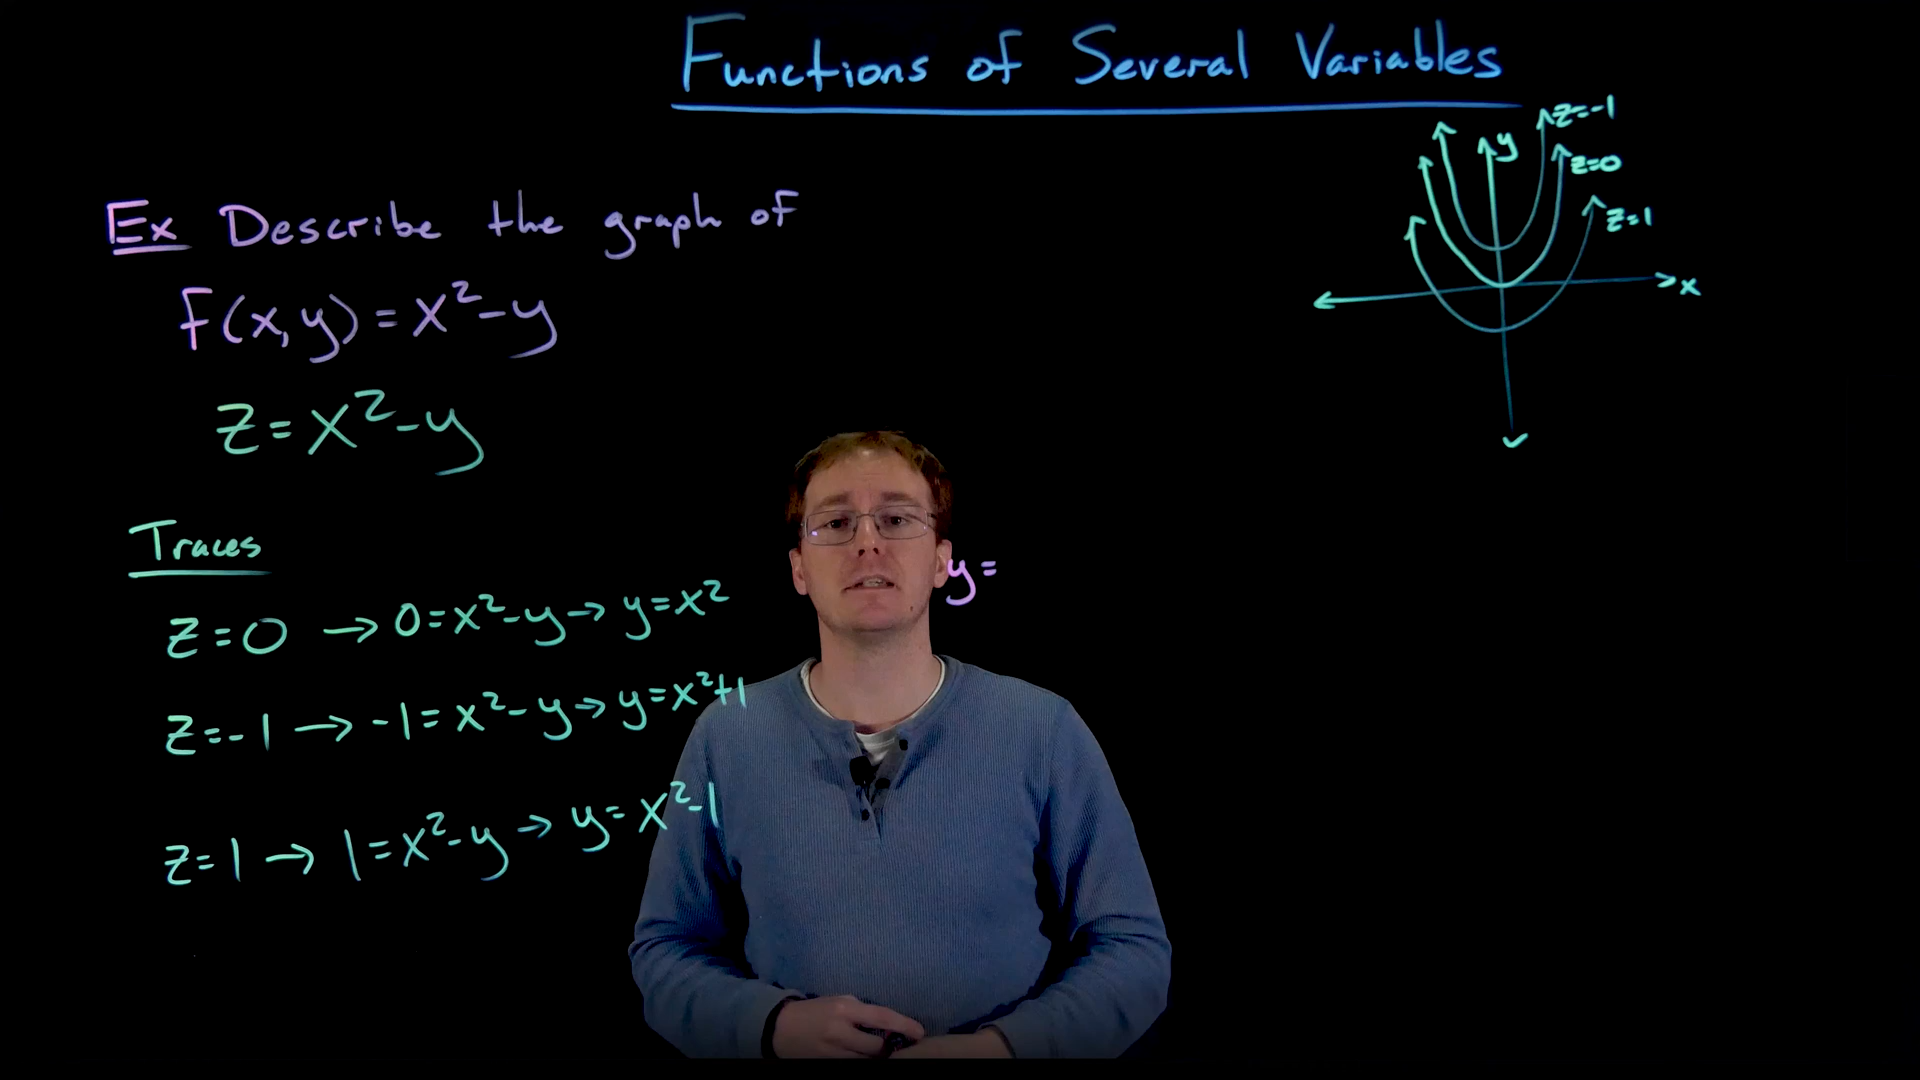 Functions of Several Variables
Ex Describe the graph of
f(x,y)=x²-y
z=x²-y
Traces
z=0 → 0=x²-y → y=x²
z=-1 → -1=x²-y → y=x²+1
z=1 → 1=x²-y → y=x²-1
y=
z=-1
y
z=0
z=1
x